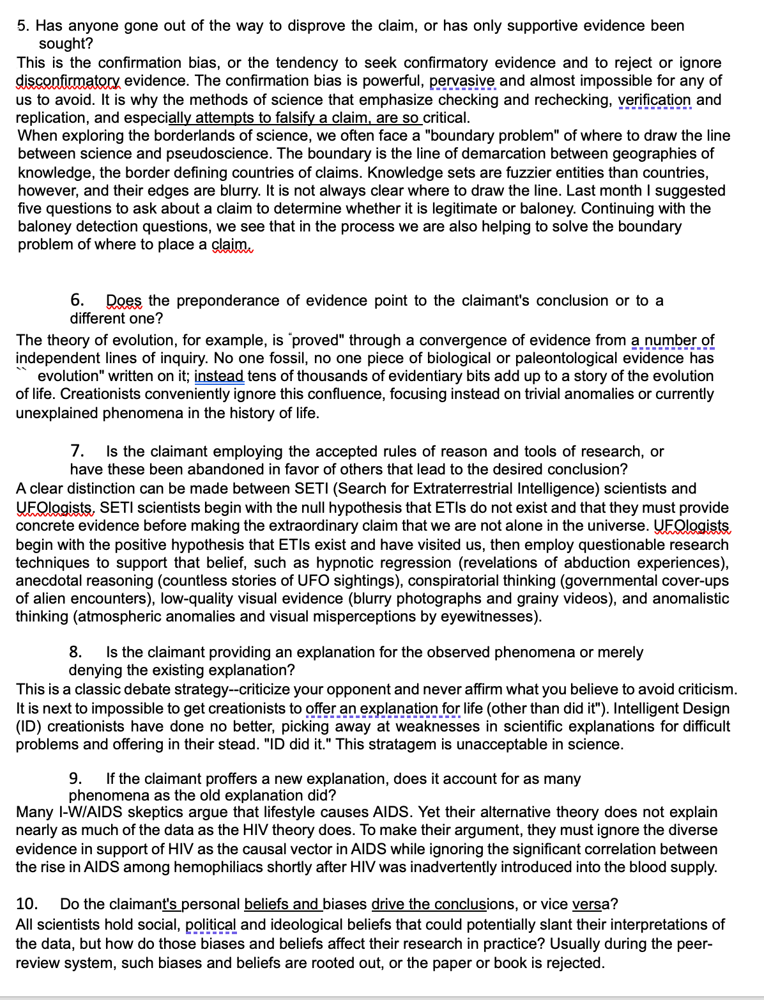 5. Has anyone gone out of the way to disprove the claim, or has only supportive evidence been
sought?
This is the confirmation bias, or the tendency to seek confirmatory evidence and to reject or ignore
disconfirmatory evidence. The confirmation bias is powerful, pervasive and almost impossible for any of
us to avoid. It is why the methods of science that emphasize checking and rechecking, verification and
replication, and especially attempts to falsify a claim, are so critical.
When exploring the borderlands of science, we often face a "boundary problem" of where to draw the line
between science and pseudoscience. The boundary is the line of demarcation between geographies of
knowledge, the border defining countries of claims. Knowledge sets are fuzzier entities than countries,
however, and their edges are blurry. It is not always clear where to draw the line. Last month I suggested
five questions to ask about a claim to determine whether it is legitimate or baloney. Continuing with the
baloney detection questions, we see that in the process we are also helping to solve the boundary
problem of where to place a claim.
6. Does the preponderance of evidence point to the claimant's conclusion or to a
different one?
The theory of evolution, for example, is “proved" through a convergence of evidence from a number of
independent lines of inquiry. No one fossil, no one piece of biological or paleontological evidence has
`` evolution" written on it; instead tens of thousands of evidentiary bits add up to a story of the evolution
of life. Creationists conveniently ignore this confluence, focusing instead on trivial anomalies or currently
unexplained phenomena in the history of life.
7. Is the claimant employing the accepted rules of reason and tools of research, or
have these been abandoned in favor of others that lead to the desired conclusion?
A clear distinction can be made between SETI (Search for Extraterrestrial Intelligence) scientists and
UFOlogists. SETI scientists begin with the null hypothesis that ETIs do not exist and that they must provide
concrete evidence before making the extraordinary claim that we are not alone in the universe. UFOlogists
begin with the positive hypothesis that ETIs exist and have visited us, then employ questionable research
techniques to support that belief, such as hypnotic regression (revelations of abduction experiences),
anecdotal reasoning (countless stories of UFO sightings), conspiratorial thinking (governmental cover-ups
of alien encounters), low-quality visual evidence (blurry photographs and grainy videos), and anomalistic
thinking (atmospheric anomalies and visual misperceptions by eyewitnesses).
8. Is the claimant providing an explanation for the observed phenomena or merely
denying the existing explanation?
This is a classic debate strategy--criticize your opponent and never affirm what you believe to avoid criticism.
It is next to impossible to get creationists to offer an explanation for life (other than did it"). Intelligent Design
(ID) creationists have done no better, picking away at weaknesses in scientific explanations for difficult
problems and offering in their stead. "ID did it." This stratagem is unacceptable in science.
9. If the claimant proffers a new explanation, does it account for as many
phenomena as the old explanation did?
Many I-W/AIDS skeptics argue that lifestyle causes AIDS. Yet their alternative theory does not explain
nearly as much of the data as the HIV theory does. To make their argument, they must ignore the diverse
evidence in support of HIV as the causal vector in AIDS while ignoring the significant correlation between
the rise in AIDS among hemophiliacs shortly after HIV was inadvertently introduced into the blood supply.
10. Do the claimant's personal beliefs and biases drive the conclusions, or vice versa?
All scientists hold social, political and ideological beliefs that could potentially slant their interpretations of
the data, but how do those biases and beliefs affect their research in practice? Usually during the peer-
review system, such biases and beliefs are rooted out, or the paper or book is rejected.